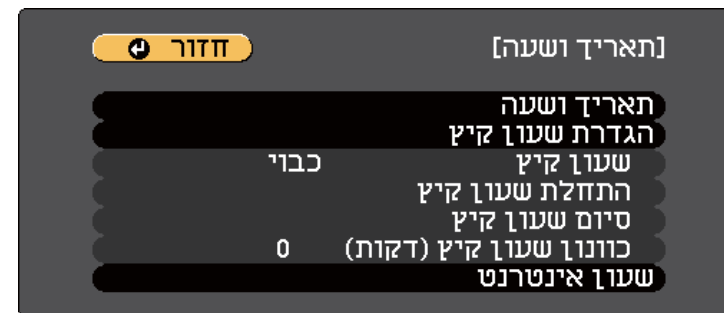 [תאריך ושעה]
חזור
תאריך ושעה
הגדרת שעון קיץ
שעון קיץ כבוי
התחלת שעון קיץ
סיום שעון קיץ
כוונון שעון קיץ (דקות) 0
שעון אינטרנט